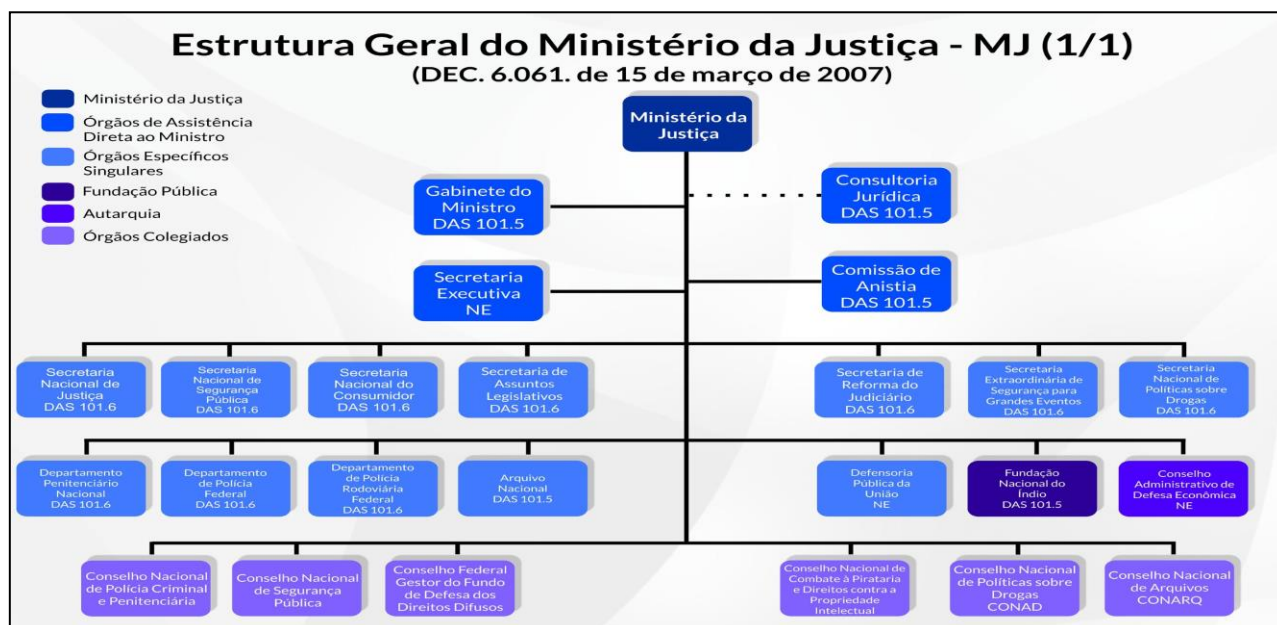 Estrutura Geral do Ministério da Justiça - MJ (1/1)
(DEC. 6.061. de 15 de março de 2007)
Ministério da Justiça
Órgãos de Assistência
Direta ao Ministro
Órgãos Específicos
Singulares
Fundação Pública
Autarquia
Órgãos Colegiados
Ministério da
Justiça
Gabinete do
Ministro
DAS 101.5
Consultoria
Jurídica
DAS 101.5
Secretaria
Executiva
NE
Comissão de
Anistia
DAS 101.5
Secretaria
Nacional de
Justiça
DAS 101.6
Secretaria
Nacional de
Segurança
Pública
DAS 101.6
Secretaria
Nacional do
Consumidor
DAS 101.6
Secretaria de
Assuntos
Legislativos
DAS 101.6
Secretaria de
Reforma do
Judiciário
DAS 101.6
Secretaria
Extraordinária de
Segurança para
Grandes Eventos
DAS 101.6
Secretaria
Nacional de
Políticas sobre
Drogas
DAS 101.6
Departamento
Penitenciário
Nacional
DAS 101.6
Departamento
de Polícia
Federal
DAS 101.6
Departamento
de Polícia
Rodoviária
Federal
DAS 101.6
Arquivo
Nacional
DAS 101.5
Defensoria
Pública da
União
NE
Fundação
Nacional do
Índio
DAS 101.5
Conselho
Administrativo de
Defesa Econômica
NE
Conselho Nacional
de Polícia Criminal
e Penitenciária
Conselho Nacional
de Segurança
Pública
Conselho Federal
Gestor do Fundo
de Defesa dos
Direitos Difusos
Conselho Nacional de
Combate à Pirataria
e Direitos contra a
Propriedade
Intelectual
Conselho Nacional
de Políticas sobre
Drogas
CONAD
Conselho Nacional
de Arquivos
CONARQ